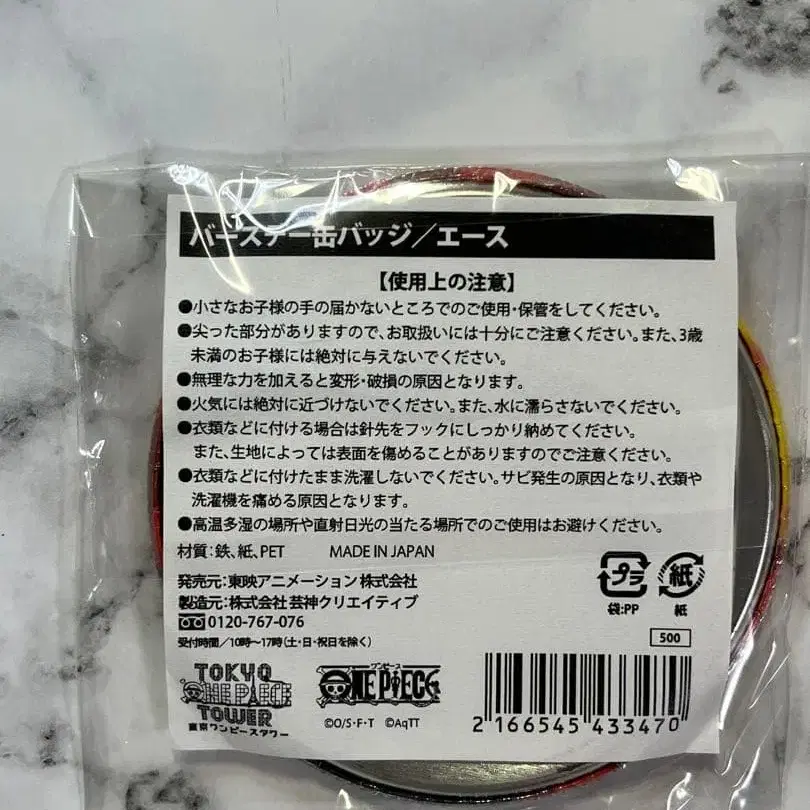 バースデー缶バッジ／エース
【使用上の注意】
●小さなお子様の手の届かないところでのご使用・保管をしてください。
●尖った部分がありますので、お取扱いには十分にご注意ください。また、3歳
未満のお子様には絶対に与えないでください。
●無理な力を加えると変形・破損の原因となります。
●火気には絶対に近づけないでください。また、水に濡らさないでください。
●衣類などに付ける場合は針先をフックにしっかり納めてください。
また、生地によっては表面を傷めることがありますのでご注意ください。
●衣類などに付けたまま洗濯しないでください。サビ発生の原因となり、衣類や
洗濯機を痛める原因となります。
●高温多湿の場所や直射日光の当たる場所でのご使用はお避けください。
材質：鉄、紙、PET MADE IN JAPAN
発売元：東映アニメーション株式会社
製造元：株式会社 芸神クリエイティブ
0120-767-076
受付時間／10時～17時（土・日・祝日を除く）
プラ
袋：PP
紙
紙
500
TOKYO
ONE PIECE
TOWER
東京ワンピースタワー
ワンピース
ONE PIECE
©O/S・F・T ©AqTT
2 166545 433470